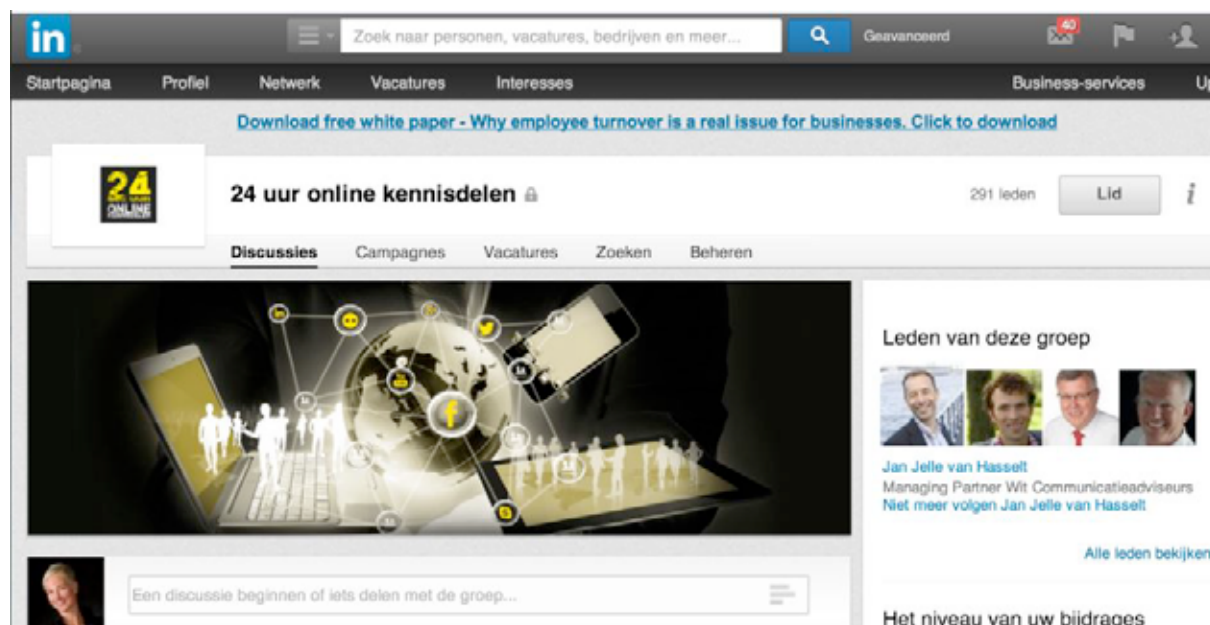 in
Zoek naar personen, vacatures, bedrijven en meer...
Geavanceerd
40
Startpagina Profiel Netwerk Vacatures Interesses Business-services Up
Download free white paper - Why employee turnover is a real issue for businesses. Click to download
24
ONLINE
24 uur online kennisdelen
291 leden
Lid
i
Discussies Campagnes Vacatures Zoeken Beheren
in
f
Leden van deze groep
Jan Jelle van Hasselt
Managing Partner Wit Communicatieadviseurs
Niet meer volgen Jan Jelle van Hasselt
Alle leden bekijken
Een discussie beginnen of iets delen met de groep...
Het niveau van uw bijdrages